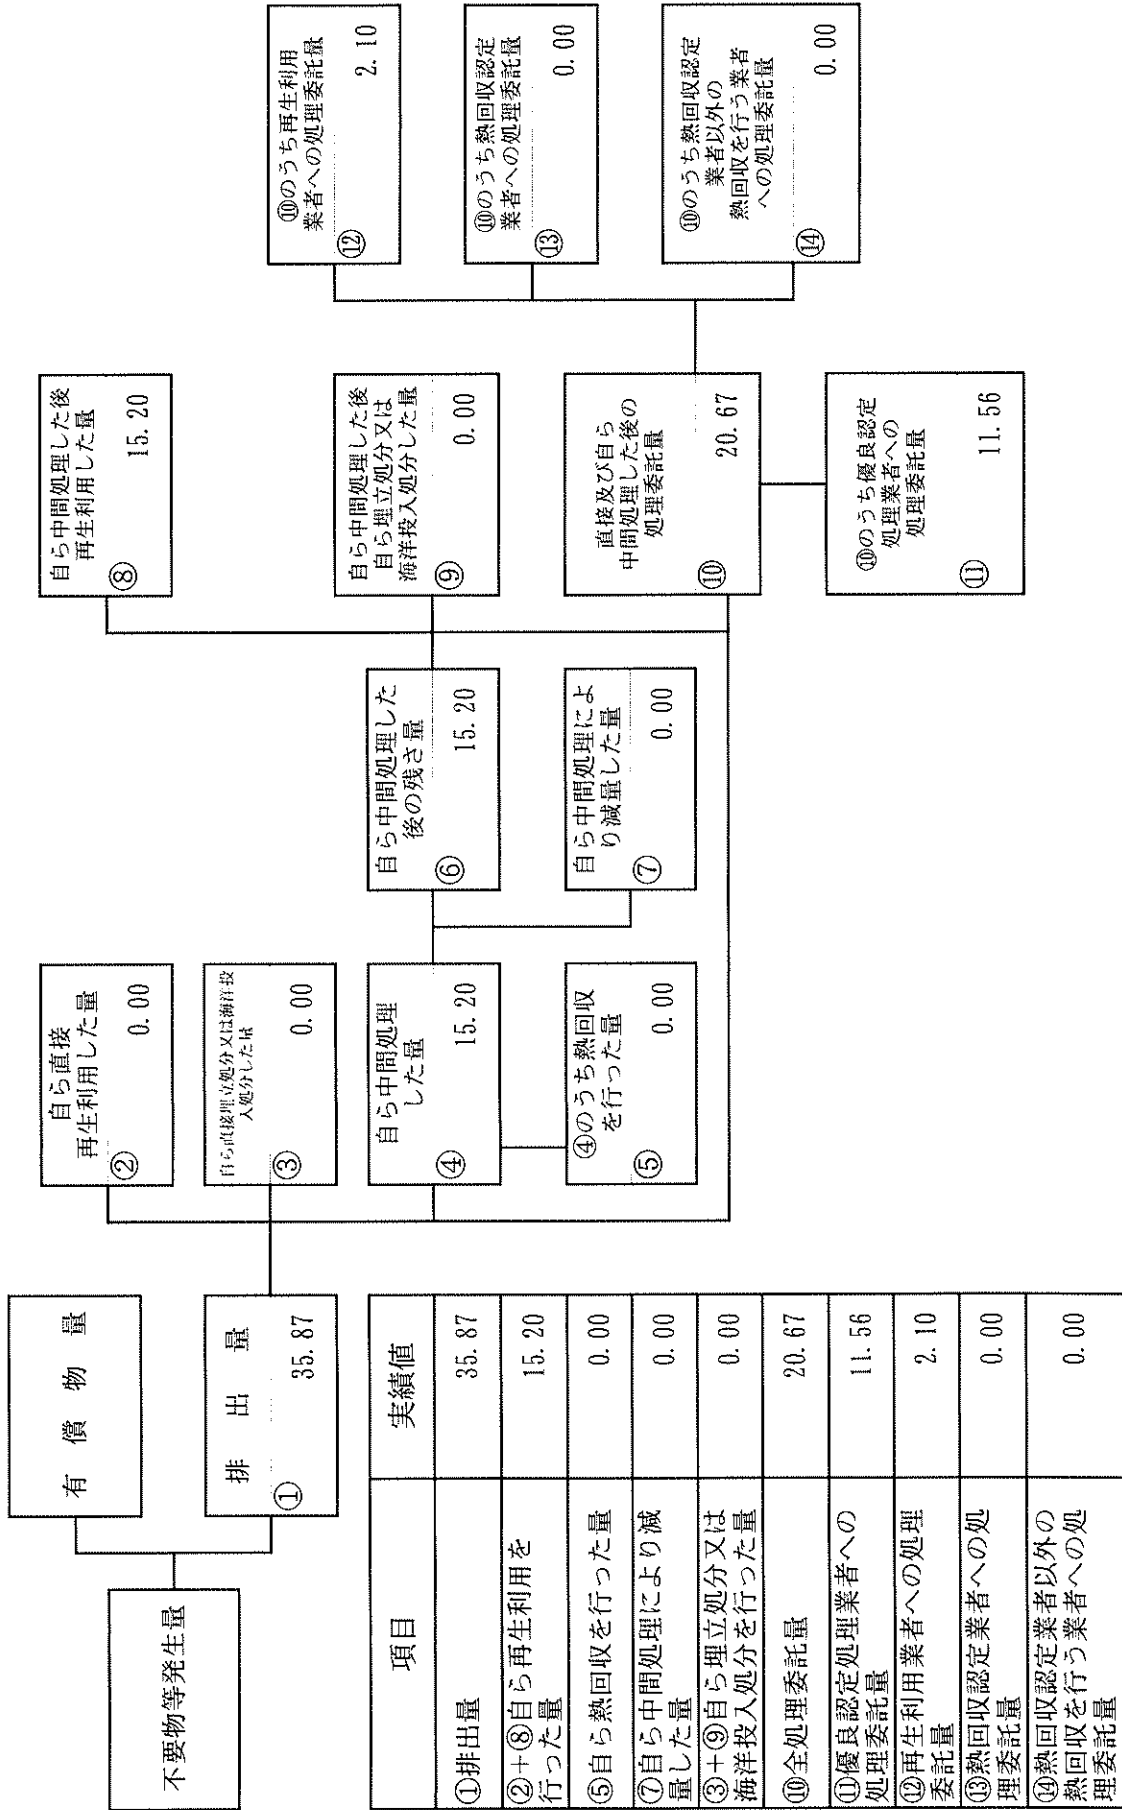 不要物等発生量
有償物量
排出量
①
35.87
自ら直接
再生利用した量
②
0.00
自ら直接埋立処分又は海洋投
入処分した量
③
0.00
自ら中間処理
した量
④
15.20
④のうち熱回収
を行った量
⑤
0.00
自ら中間処理した
後の残さ量
⑥
15.20
自ら中間処理によ
り減量した量
⑦
0.00
自ら中間処理した後
再生利用した量
⑧
15.20
自ら中間処理した後
自ら埋立処分又は
海洋投入処分した量
⑨
0.00
直接及び自ら
中間処理した後の
処理委託量
⑩
20.67
⑩のうち優良認定
処理業者への
処理委託量
⑪
11.56
⑩のうち再生利用
業者への処理委託量
⑫
2.10
⑩のうち熱回収認定
業者への処理委託量
⑬
0.00
⑩のうち熱回収認定
業者以外の
熱回収を行う業者
への処理委託量
⑭
0.00
項目 実績値
①排出量 35.87
②+⑧自ら再生利用を
行った量 15.20
⑤自ら熱回収を行った量 0.00
⑦自ら中間処理により減
量した量 0.00
③+⑨自ら埋立処分又は
海洋投入処分を行った量 0.00
⑩全処理委託量 20.67
⑪優良認定処理業者への
処理委託量 11.56
⑫再生利用業者への処理
委託量 2.10
⑬熱回収認定業者への処
理委託量 0.00
⑭熱回収認定業者以外の
熱回収を行う業者への処
理委託量 0.00